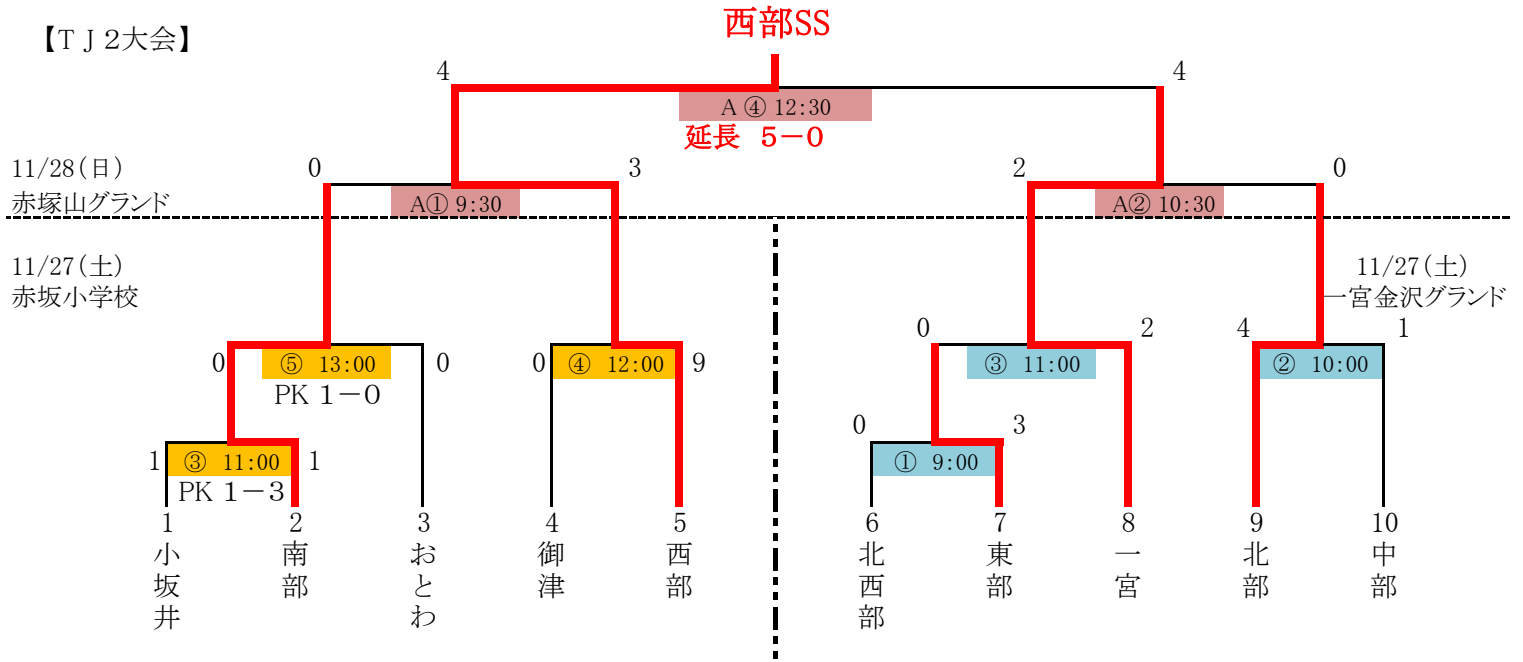 西部SS
【TJ2大会】
4
4
A ④ 12:30
延長 5-0
11/28(日)
赤塚山グランド
0
3
2
0
A① 9:30
A② 10:30
11/27(土)
赤坂小学校
11/27(土)
一宮金沢グランド
0
⑤ 13:00
0
PK 1-0
0
④ 12:00
9
0
③ 11:00
2
4
② 10:00
1
1
③ 11:00
1
PK 1-3
0
① 9:00
3
1
2
3
4
5
6
7
8
9
10
小坂井
南部
おとわ
御津
西部
北西部
東部
一宮
北部
中部